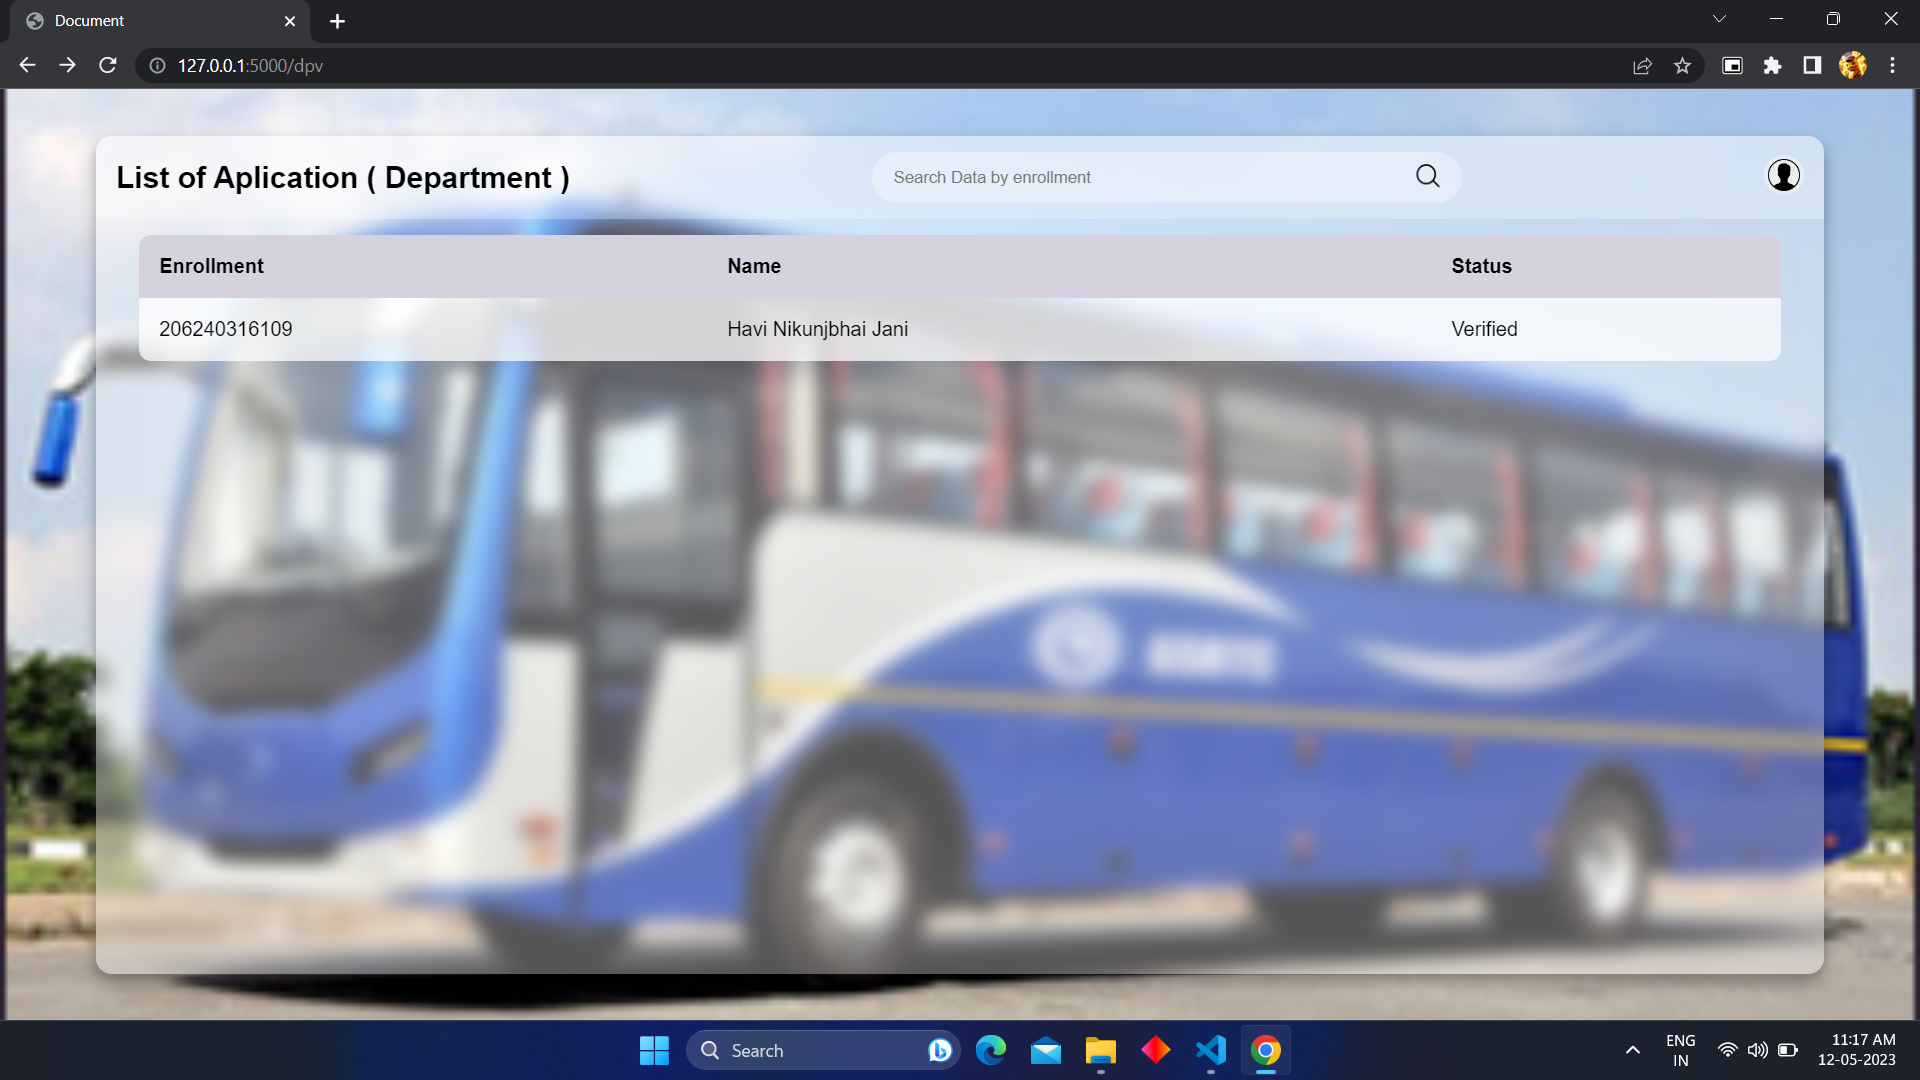 Document
127.0.0.1:5000/dpv
List of Aplication ( Department )
Search Data by enrollment
Enrollment Name Status
206240316109 Havi Nikunjbhai Jani Verified
Search
ENG
IN
11:17 AM
12-05-2023